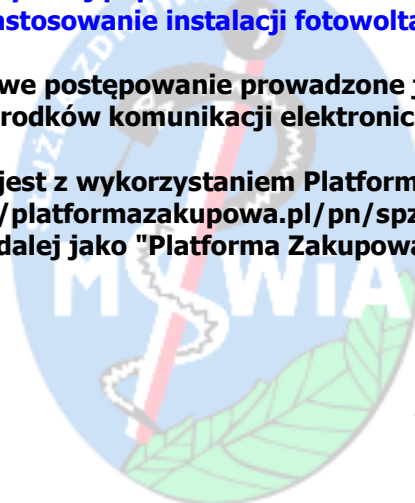 astosowanie instalacji fotowolta
we postępowanie prowadzone j
rodków komunikacji elektronic
jest z wykorzystaniem Platform
/platformazakupowa.pl/pn/spz
dalej jako "Platforma Zakupowa
MSWiA